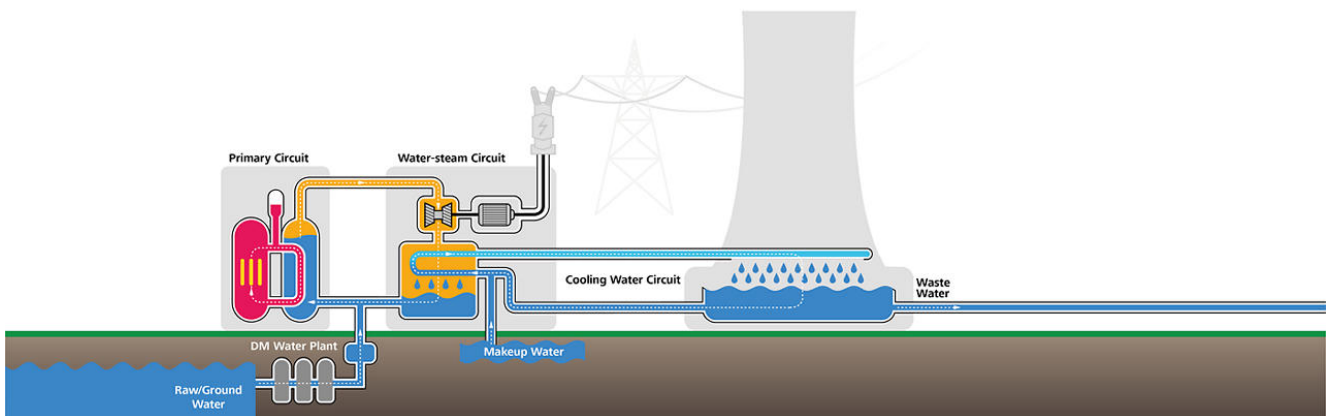 Primary Circuit
Water-steam Circuit
Cooling Water Circuit
Waste
Water
DM Water Plant
Makeup Water
Raw/Ground
Water